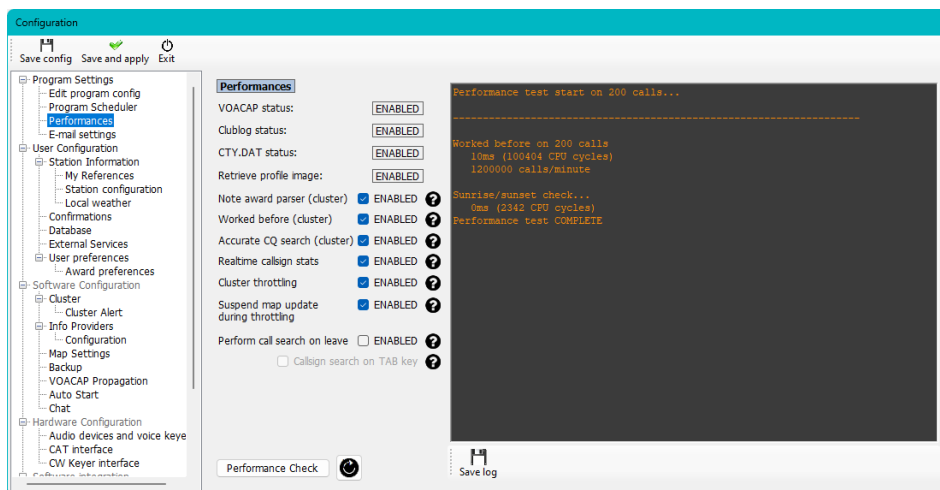 Configuration
Save config Save and apply Exit
Program Settings
Edit program config
Program Scheduler
Performances
E-mail settings
User Configuration
Station Information
My References
Station configuration
Local weather
Confirmations
Database
External Services
User preferences
Award preferences
Software Configuration
Cluster
Cluster Alert
Info Providers
Configuration
Map Settings
Backup
VOACAP Propagation
Auto Start
Chat
Hardware Configuration
Audio devices and voice keye
CAT interface
CW Keyer interface
Software integration
Performances
VOACAP status: ENABLED
Clublog status: ENABLED
CTY.DAT status: ENABLED
Retrieve profile image: ENABLED
Note award parser (cluster) ENABLED ?
Worked before (cluster) ENABLED ?
Accurate CQ search (cluster) ENABLED ?
Realtime callsign stats ENABLED ?
Cluster throttling ENABLED ?
Suspend map update ENABLED ?
during throttling
Perform call search on leave ENABLED ?
Callsign search on TAB key ?
Performance Check
Performance test start on 200 calls...
--------------------------------------------------------------------
Worked before on 200 calls
10ms (100404 CPU cycles)
1200000 calls/minute
Sunrise/sunset check...
0ms (2342 CPU cycles)
Performance test COMPLETE
Save log